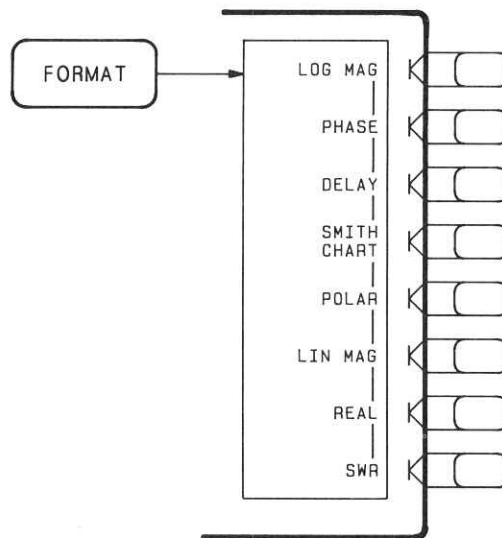 FORMAT
LOG MAG
PHASE
DELAY
SMITH
CHART
POLAR
LIN MAG
REAL
SWR